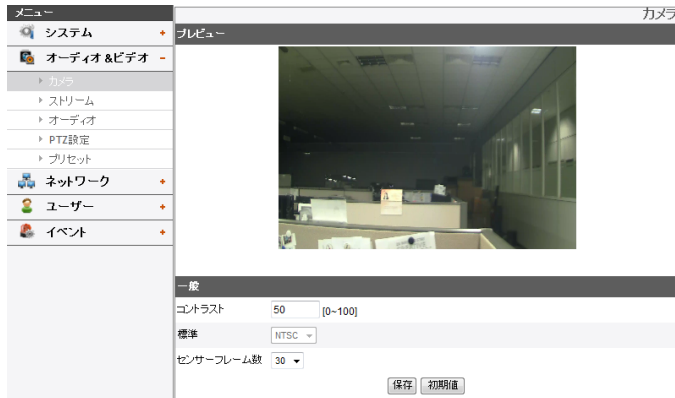 メニュー
カメラ
システム +
プレビュー
オーディオ &ビデオ -
カメラ
ストリーム
オーディオ
PTZ設定
プリセット
ネットワーク +
ユーザー +
イベント +
一般
コントラスト 50 [0~100]
標準 NTSC
センサーフレーム数 30
保存 初期値